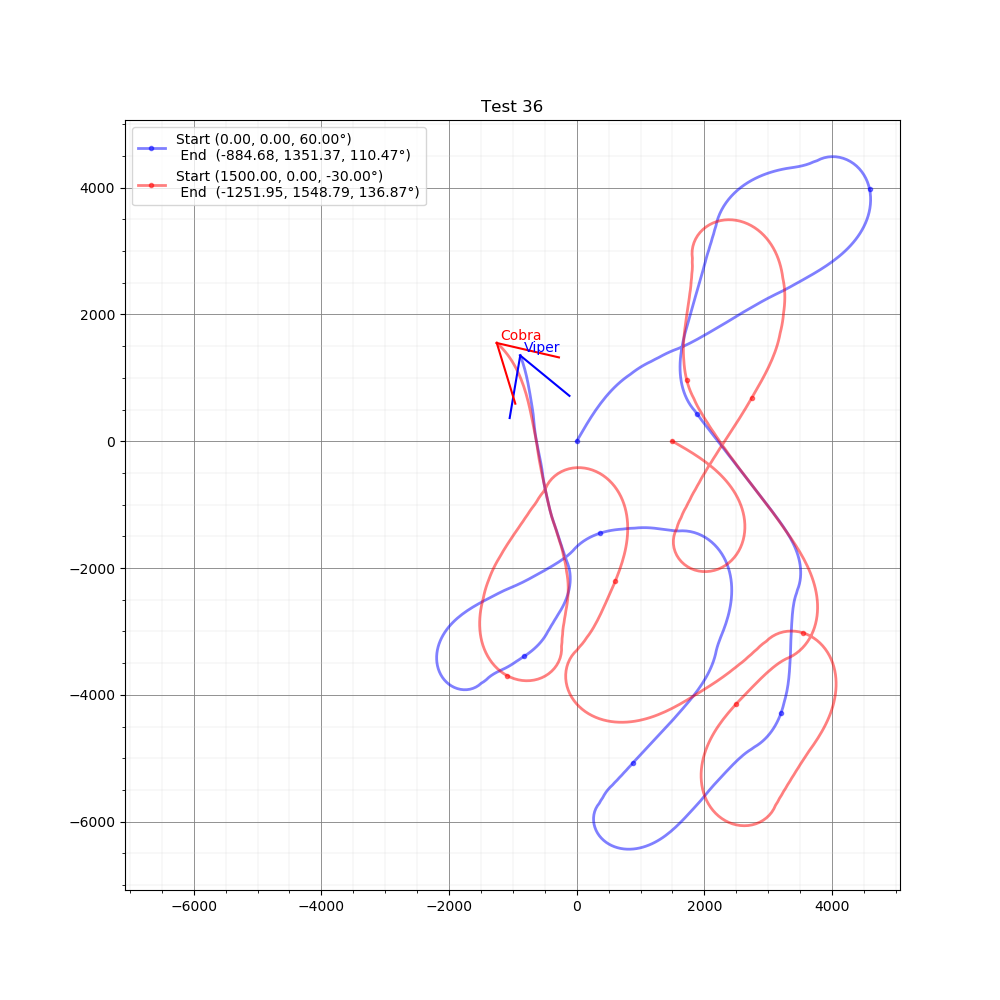 Test 36
Start (0.00, 0.00, 60.00°)
End  (-884.68, 1351.37, 110.47°)
Start (1500.00, 0.00, -30.00°)
End  (-1251.95, 1548.79, 136.87°)
4000
2000
0
−2000
−4000
−6000
Cobra
Viper
−6000 −4000 −2000 0 2000 4000